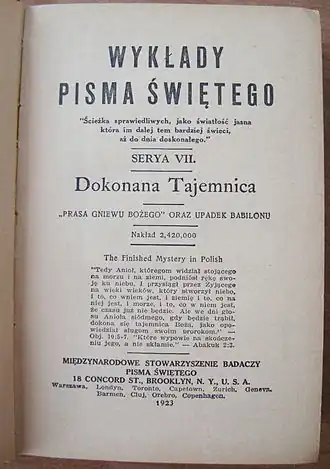 WYKŁADY
PISMA ŚWIĘTEGO
"Ścieżka sprawiedliwych, jako światłość jasna
która im dalej tem bardziej świeci,
aż do dnia doskonałego."
SERYA VII.
Dokonana Tajemnica
„PRASA GNIEWU BOŻEGO" ORAZ UPADEK BABILONU
Nakład 2,420,000
The Finished Mystery in Polish
"Tedy Anioł, któregom widział stojącego
na morzu i na ziemi, podniósł rękę swo-
ją ku niebu. I przysiągł przez Żyjącego
na wieki wieków, który stworzył niebo,
i to, co w niem jest, i ziemię i to, co na
niej jest, i morze, i to, co w niem jest,
że czasu już nie będzie. Ale we dni gło-
su Anioła siódmego, gdy będzie trąbił,
dokona się tajemnica Boża, jako opo-
wiedział sługom swoim prorokom." —
Obj. 10:5-7. "Które wypowie na skończe-
niu jego, a nie skłamie." — Abakuk 2:3.
MIĘDZYNARODOWE STOWARZYSZENIE BADACZY
PISMA ŚWIĘTEGO
18 CONCORD ST., BROOKLYN, N. Y., U. S. A.
Warszawa, Londyn, Toronto, Capetown, Zurich, Geneva,
Barmen, Cluj, Orebro, Copenhagen.
1923